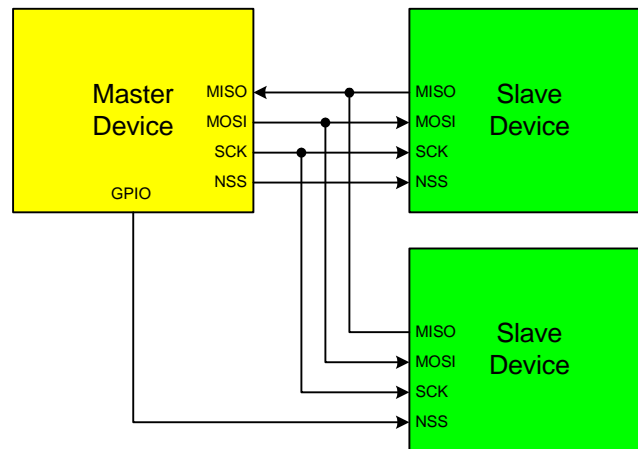 Master
Device
MISO
MOSI
SCK
NSS
GPIO
MISO
MOSI
SCK
NSS
Slave
Device
MISO
MOSI
SCK
NSS
Slave
Device